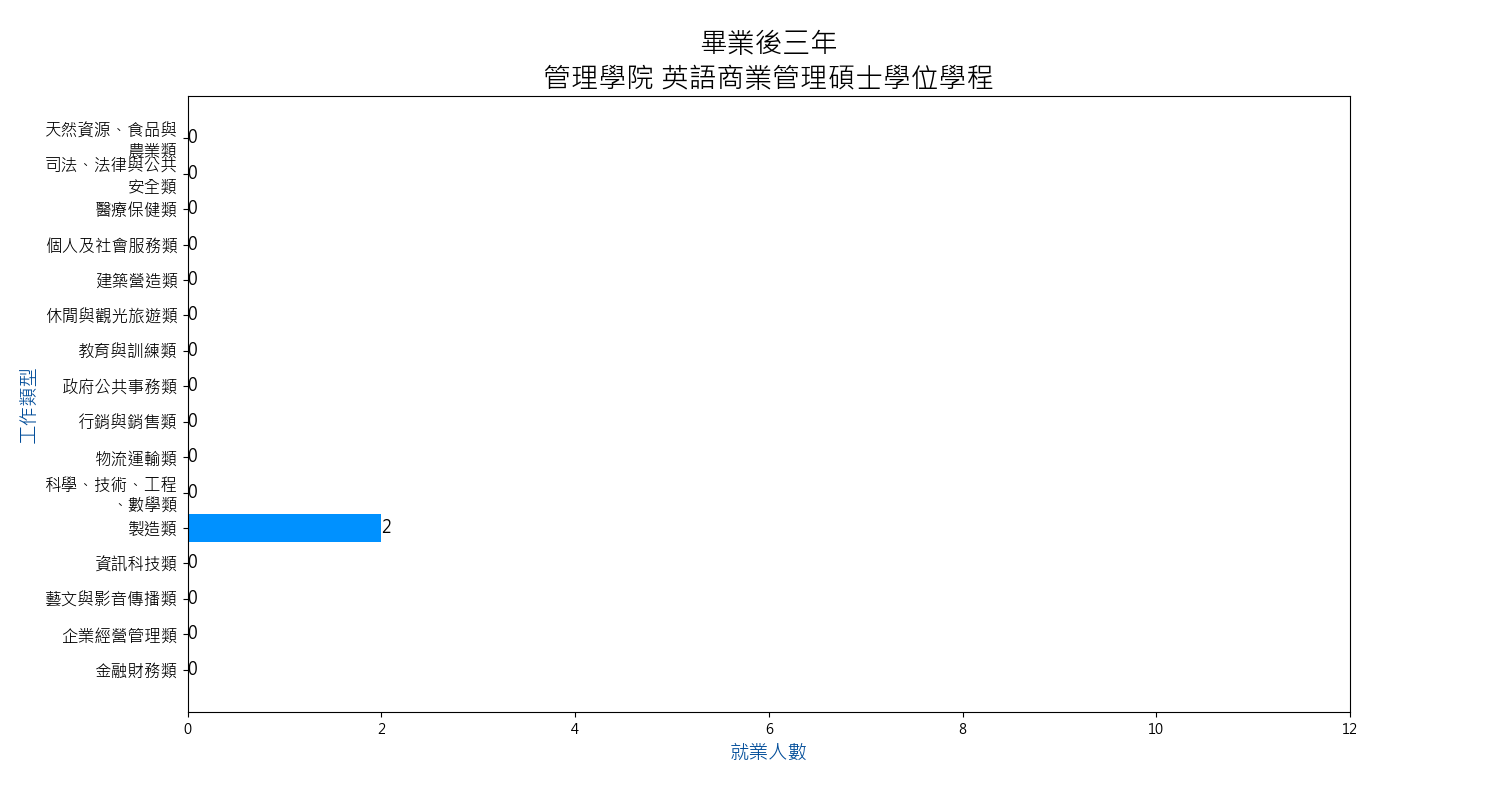 畢業後三年
管理學院 英語商業管理碩士學位學程
天然資源、食品與
農業類
0
司法、法律與公共
安全類
0
醫療保健類
0
個人及社會服務類
0
建築營造類
0
休閒與觀光旅遊類
0
教育與訓練類
0
政府公共事務類
0
行銷與銷售類
0
物流運輸類
0
科學、技術、工程
、數學類
0
製造類
2
資訊科技類
0
藝文與影音傳播類
0
企業經營管理類
0
金融財務類
0
工作類型
0 2 4 6 8 10 12
就業人數